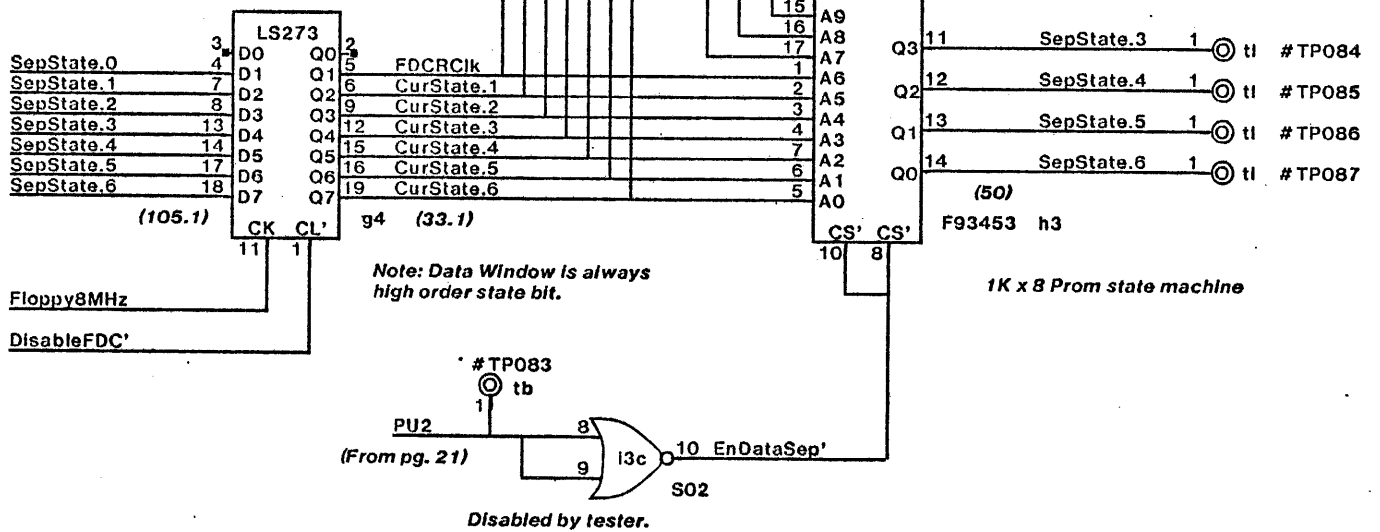 LS273
3 D0 Q0 2
SepState.0 4 D1 Q1 5 FDCRClk
SepState.1 7 D2 Q2 6 CurState.1
SepState.2 8 D3 Q3 9 CurState.2
SepState.3 13 D4 Q4 12 CurState.3
SepState.4 14 D5 Q5 15 CurState.4
SepState.5 17 D6 Q6 16 CurState.5
SepState.6 18 D7 Q7 19 CurState.6
(105.1) CK CL' g4 (33.1)
11 1
Floppy8MHz
DisableFDC'
Note: Data Window is always
high order state bit.
15 A9
16 A8
17 A7
1 A6
2 A5
3 A4
4 A3
7 A2
6 A1
5 A0
Q3 11 SepState.3 1 tl #TP084
Q2 12 SepState.4 1 tl #TP085
Q1 13 SepState.5 1 tl #TP086
Q0 14 SepState.6 1 tl #TP087
(50)
CS' CS' F93453 h3
10 8
1K x 8 Prom state machine
#TP083
tb
1
PU2 8
(From pg. 21) 9
i3c
10 EnDataSep'
S02
Disabled by tester.